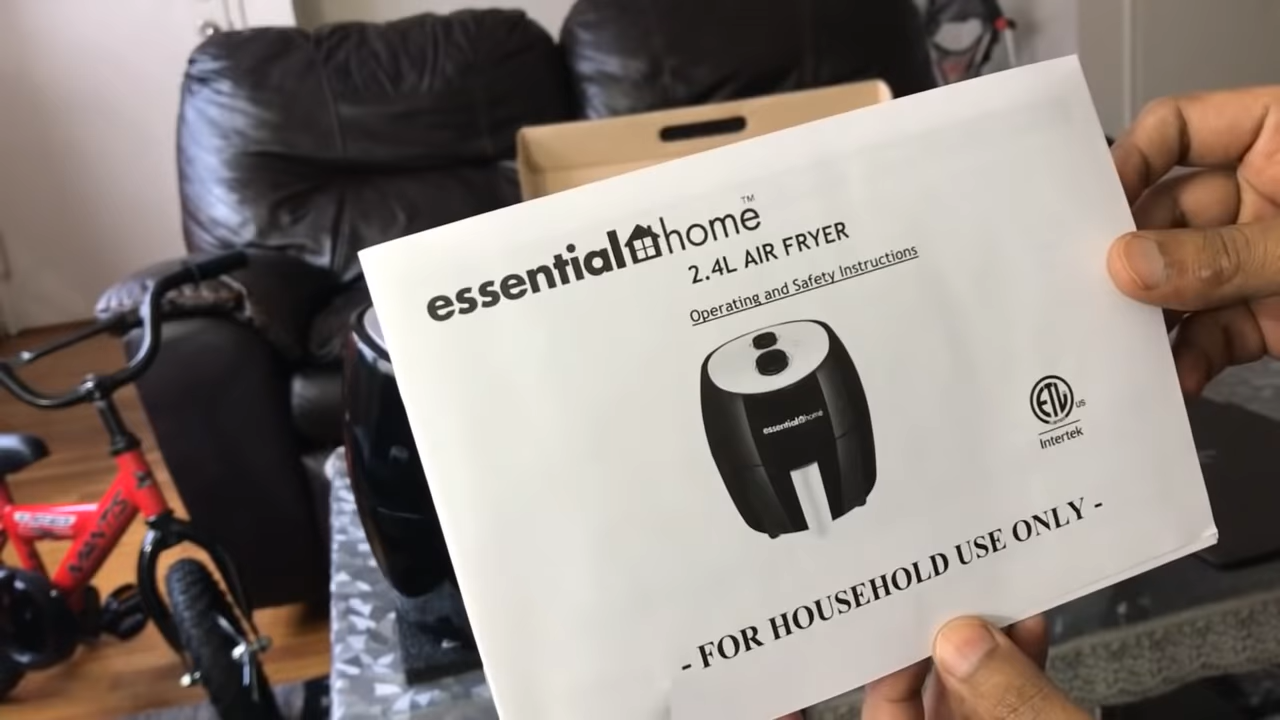 essential home™
2.4L AIR FRYER
Operating and Safety Instructions
essential home
ETL
US
Intertek
- FOR HOUSEHOLD USE ONLY -
MANTIS